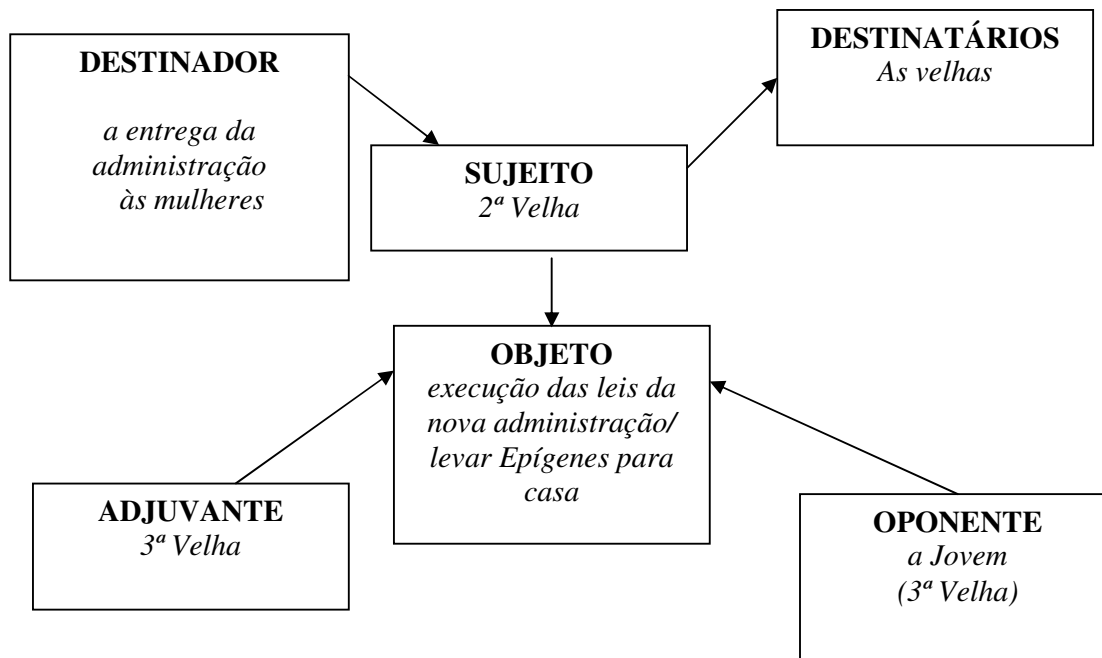 DESTINADOR
a entrega da
administração
às mulheres
DESTINATÁRIOS
As velhas
SUJEITO
2ª Velha
OBJETO
execução das leis da
nova administração/
levar Epígenes para
casa
ADJUVANTE
3ª Velha
OPONENTE
a Jovem
(3ª Velha)